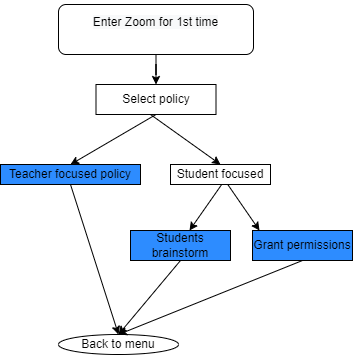 Enter Zoom for 1st time
Select policy
Teacher focused policy
Student focused
Students
brainstorm
Grant permissions
Back to menu